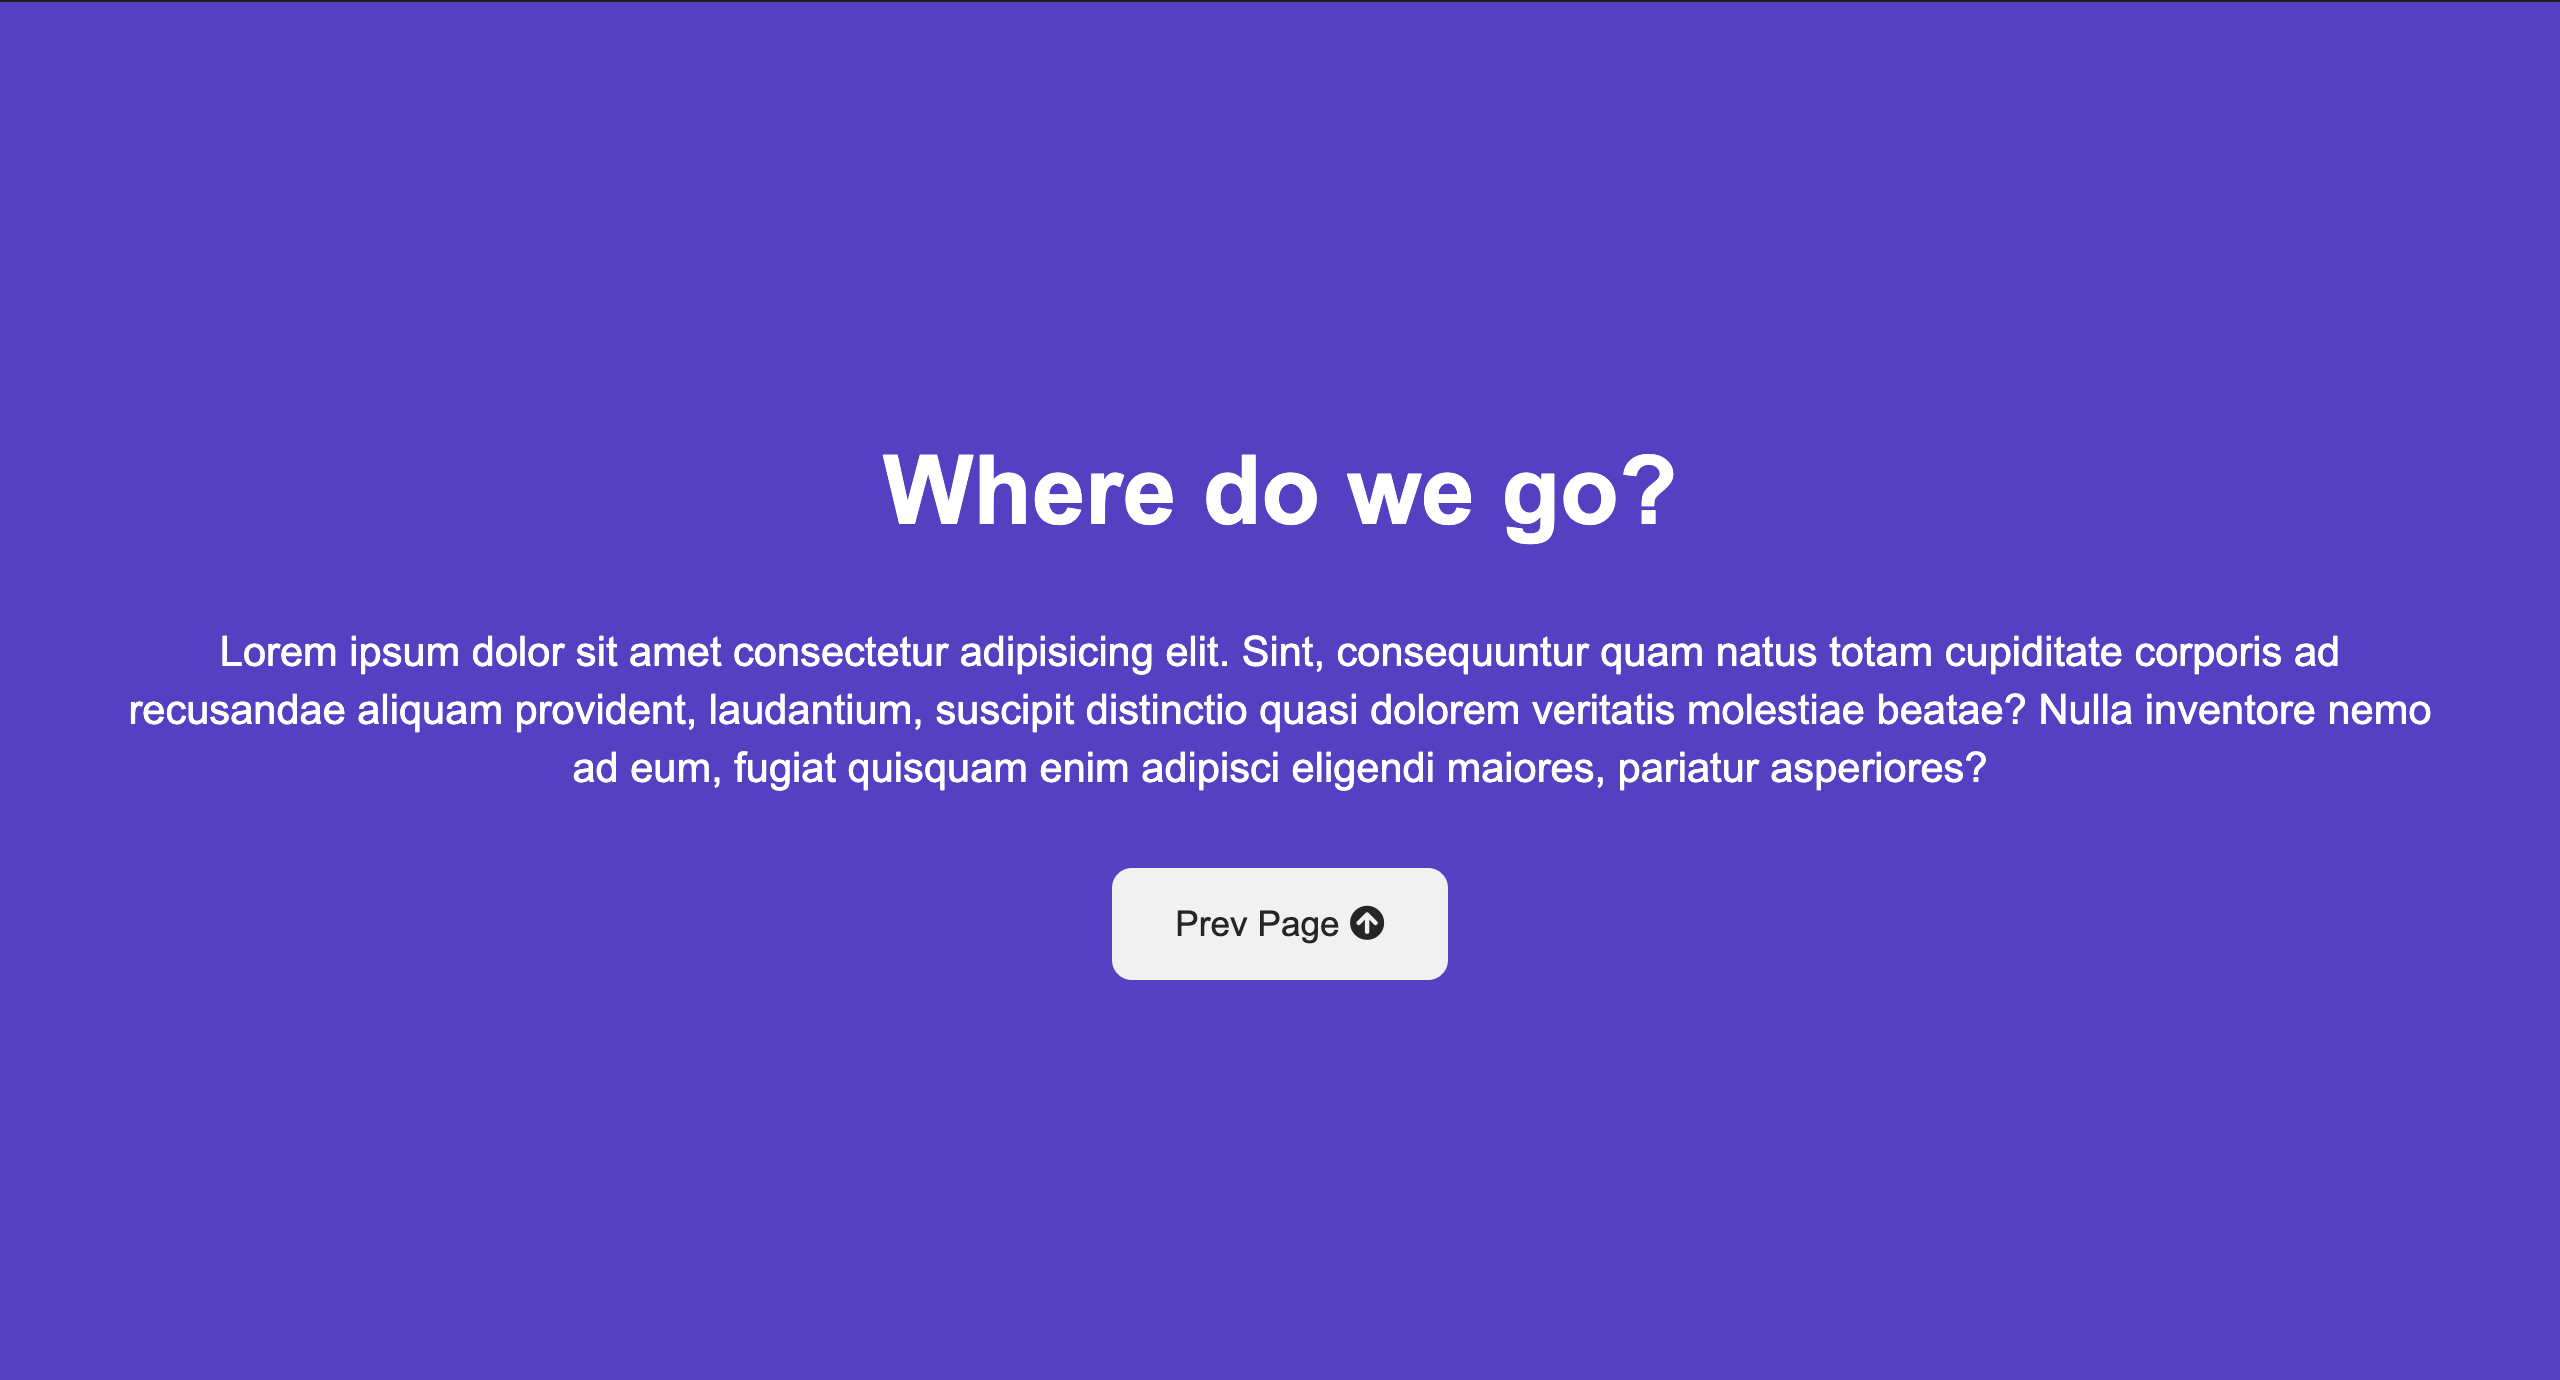 Where do we go?
Lorem ipsum dolor sit amet consectetur adipisicing elit. Sint, consequuntur quam natus totam cupiditate corporis ad
recusandae aliquam provident, laudantium, suscipit distinctio quasi dolorem veritatis molestiae beatae? Nulla inventore nemo
ad eum, fugiat quisquam enim adipisci eligendi maiores, pariatur asperiores?
Prev Page